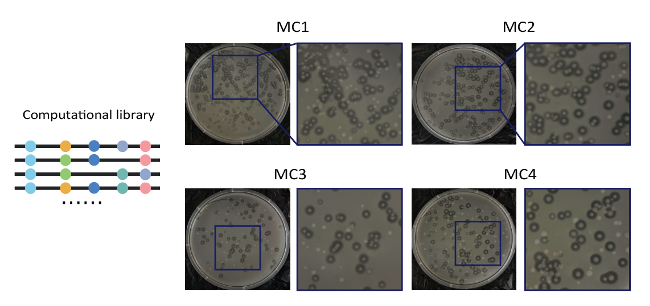 MC1
MC2
Computational library
MC3
MC4
......